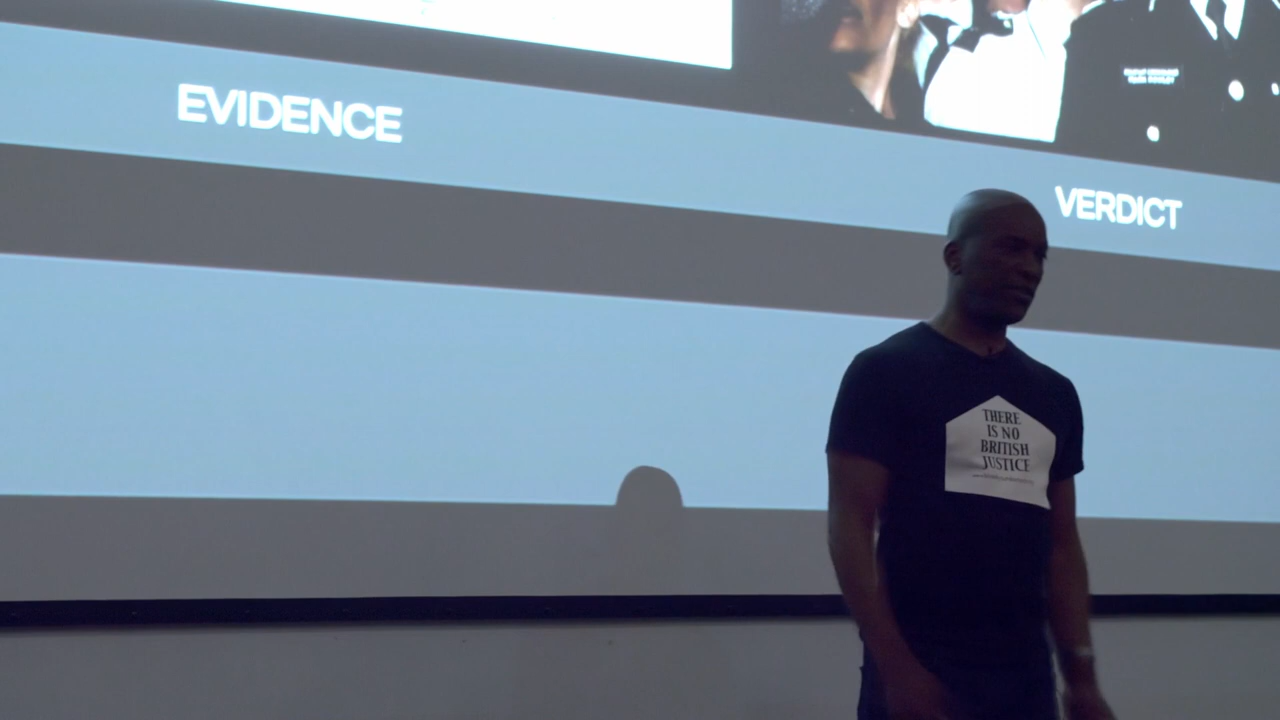 EVIDENCE
VERDICT
THERE
IS NO
BRITISH
JUSTICE